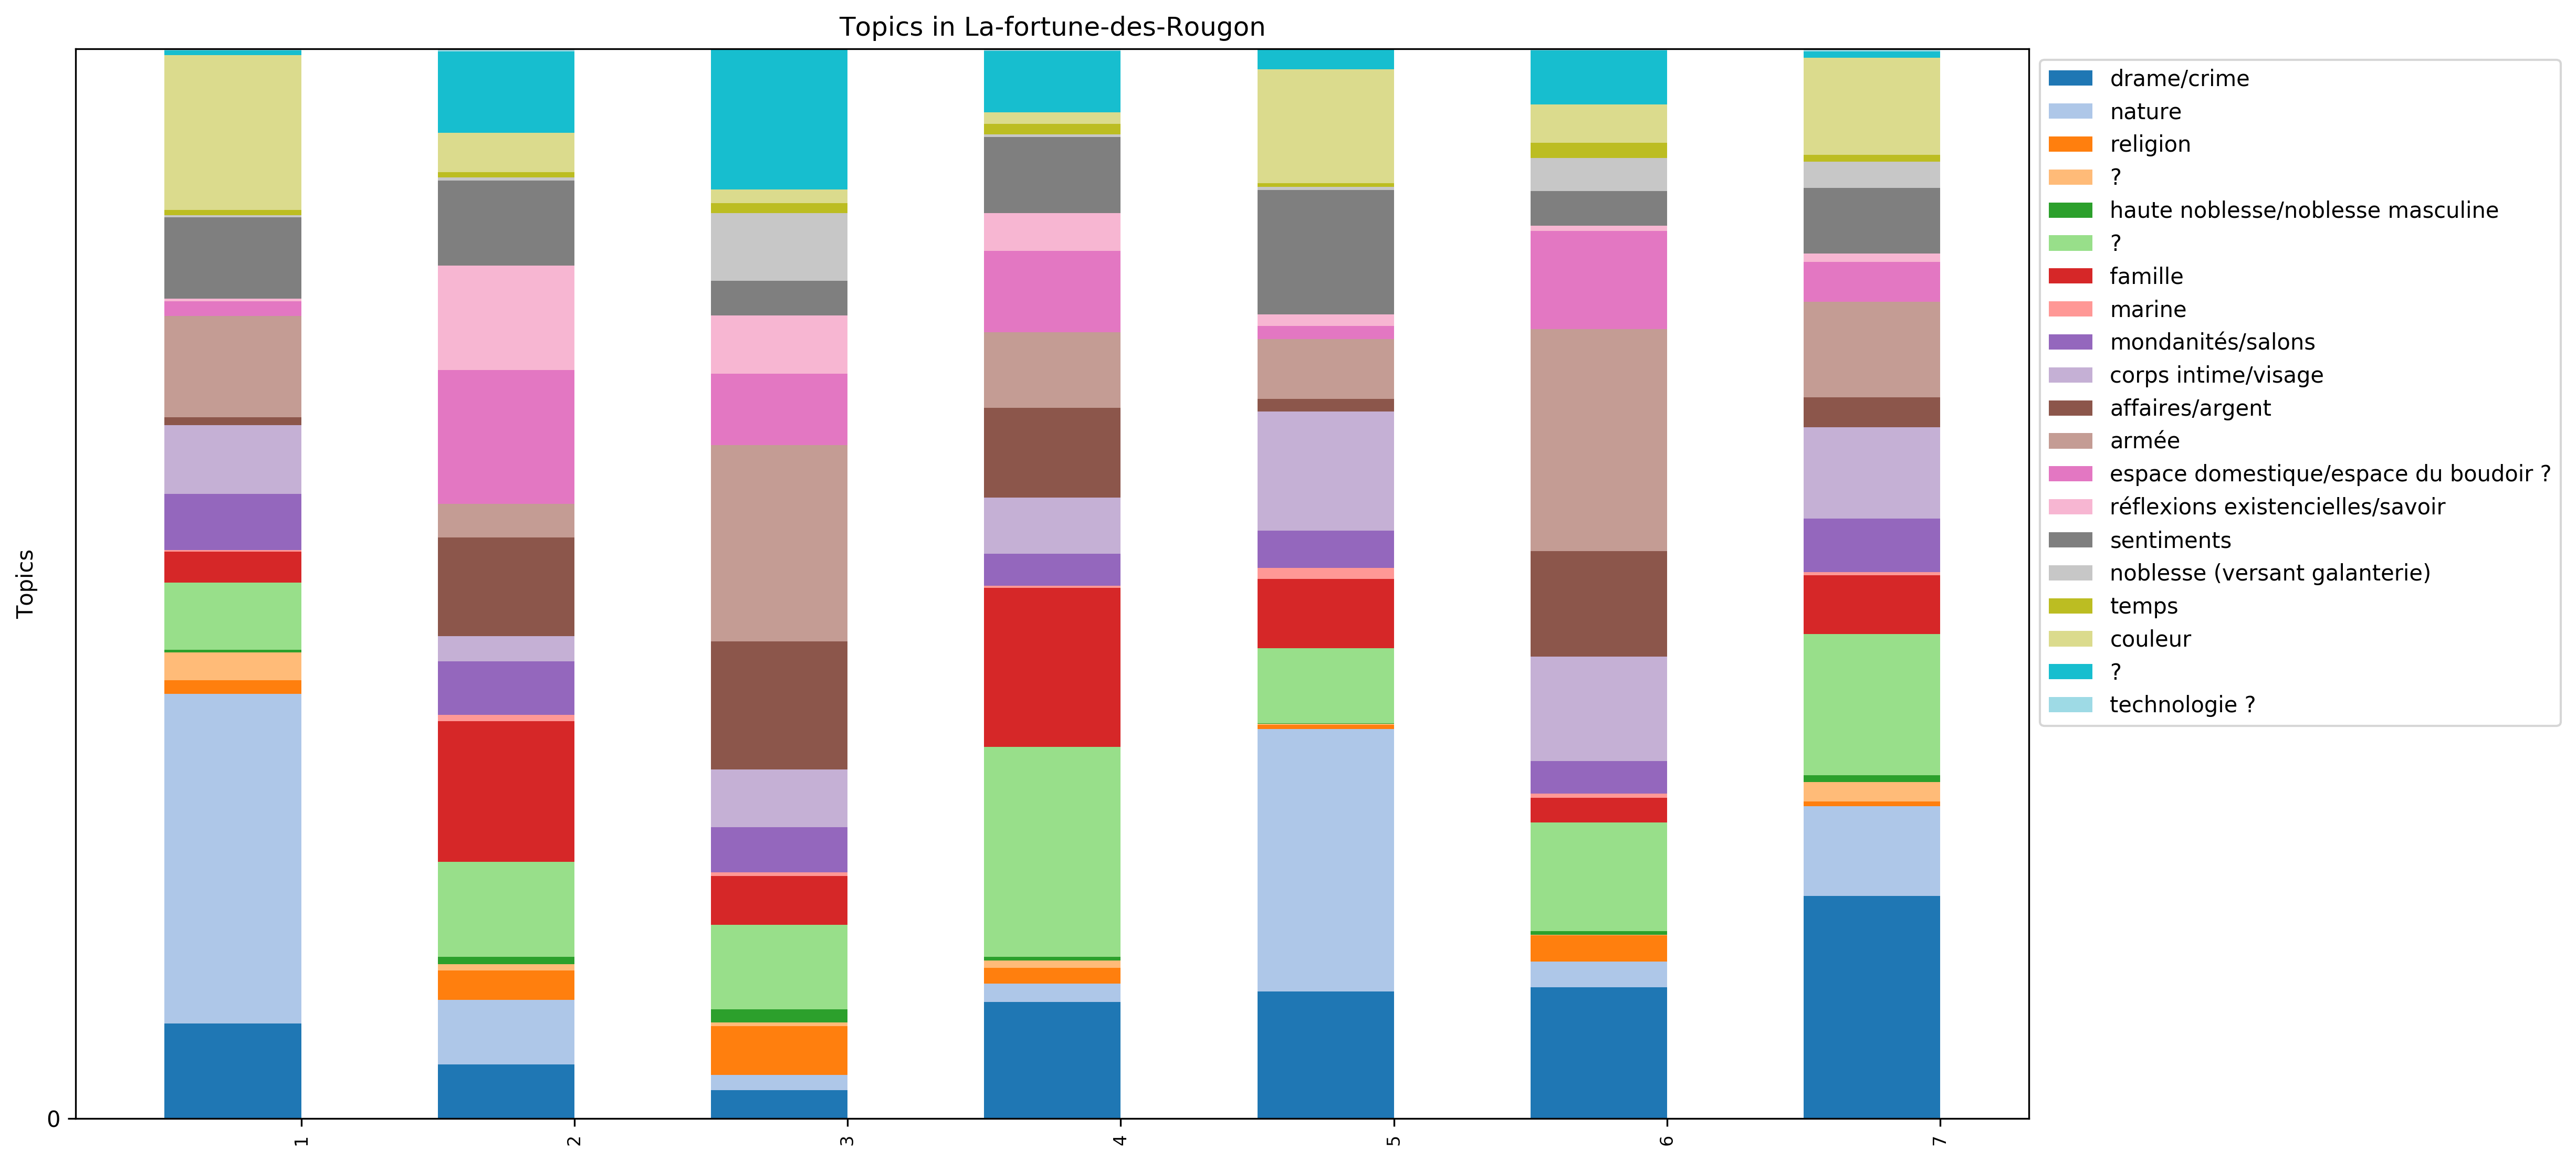 Topics in La-fortune-des-Rougon
drame/crime
nature
religion
?
haute noblesse/noblesse masculine
?
famille
marine
mondanités/salons
corps intime/visage
affaires/argent
armée
espace domestique/espace du boudoir ?
réflexions existencielles/savoir
sentiments
noblesse (versant galanterie)
temps
couleur
?
technologie ?
Topics
0
1 2 3 4 5 6 7